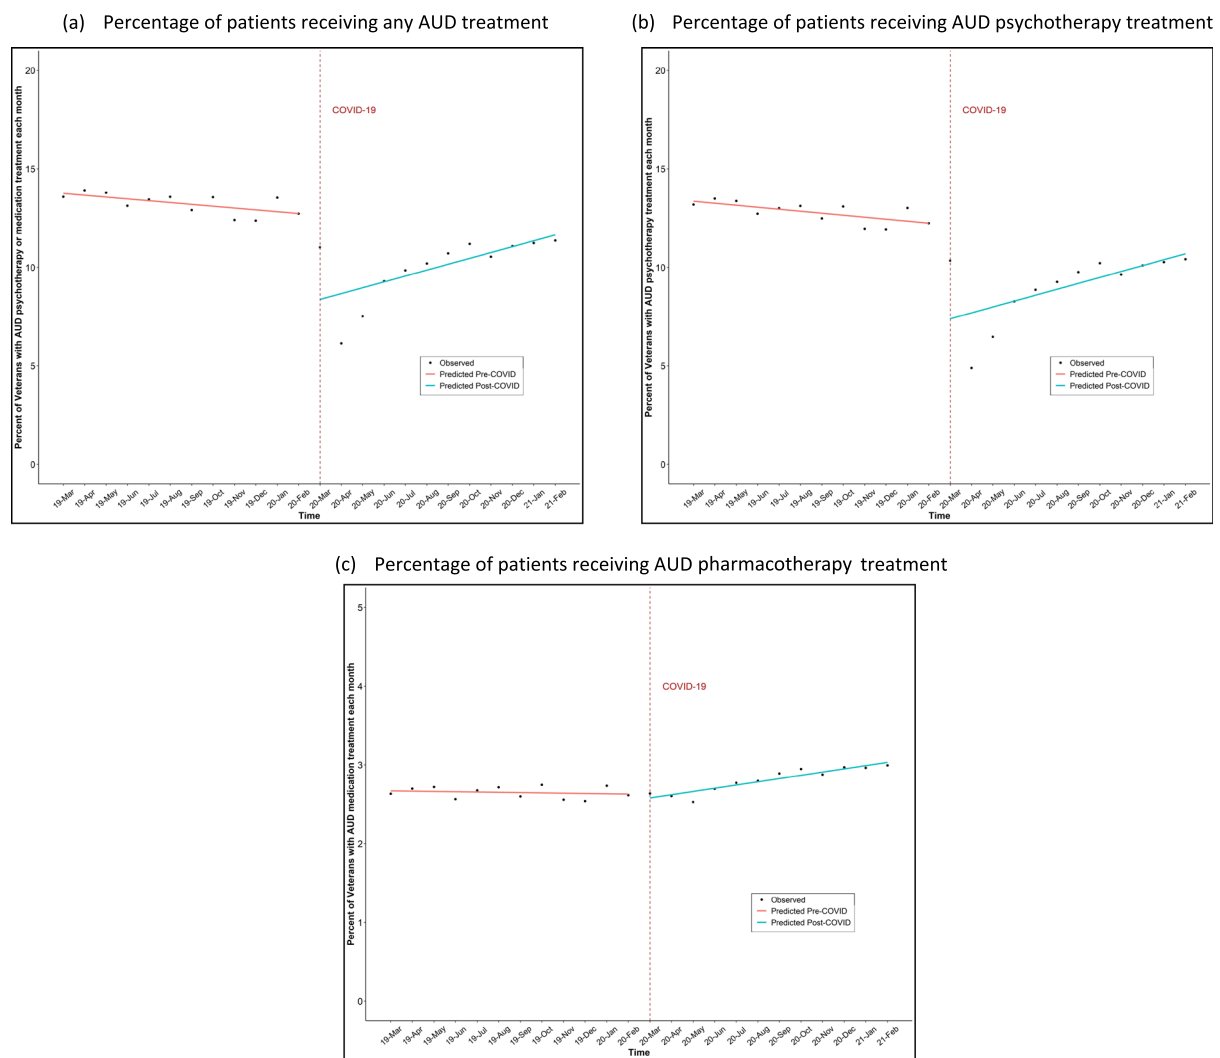 (a) Percentage of patients receiving any AUD treatment
Percent of Veterans with AUD psychotherapy or medication treatment each month
20
15
10
5
0
COVID-19
Observed
Predicted Pre-COVID
Predicted Post-COVID
19-Mar 19-Apr 19-May 19-Jun 19-Jul 19-Aug 19-Sep 19-Oct 19-Nov 19-Dec 20-Jan 20-Feb 20-Mar 20-Apr 20-May 20-Jun 20-Jul 20-Aug 20-Sep 20-Oct 20-Nov 20-Dec 21-Jan 21-Feb
Time
(b) Percentage of patients receiving AUD psychotherapy treatment
Percent of Veterans with AUD psychotherapy treatment each month
20
15
10
5
0
COVID-19
Observed
Predicted Pre-COVID
Predicted Post-COVID
19-Mar 19-Apr 19-May 19-Jun 19-Jul 19-Aug 19-Sep 19-Oct 19-Nov 19-Dec 20-Jan 20-Feb 20-Mar 20-Apr 20-May 20-Jun 20-Jul 20-Aug 20-Sep 20-Oct 20-Nov 20-Dec 21-Jan 21-Feb
Time
(c) Percentage of patients receiving AUD pharmacotherapy treatment
Percent of Veterans with AUD medication treatment each month
5
4
3
2
1
0
COVID-19
Observed
Predicted Pre-COVID
Predicted Post-COVID
19-Mar 19-Apr 19-May 19-Jun 19-Jul 19-Aug 19-Sep 19-Oct 19-Nov 19-Dec 20-Jan 20-Feb 20-Mar 20-Apr 20-May 20-Jun 20-Jul 20-Aug 20-Sep 20-Oct 20-Nov 20-Dec 21-Jan 21-Feb
Time